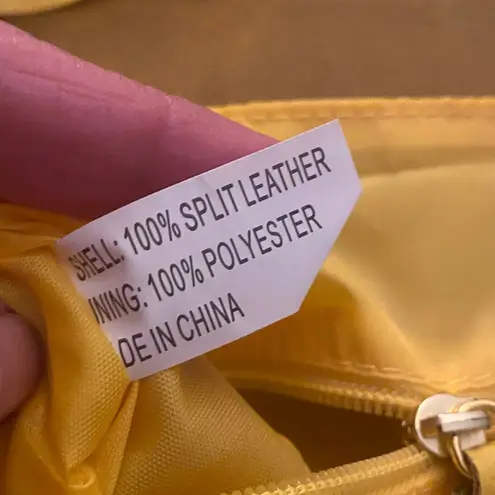 SHELL: 100% SPLIT LEATHER
INING: 100% POLYESTER
DE IN CHINA